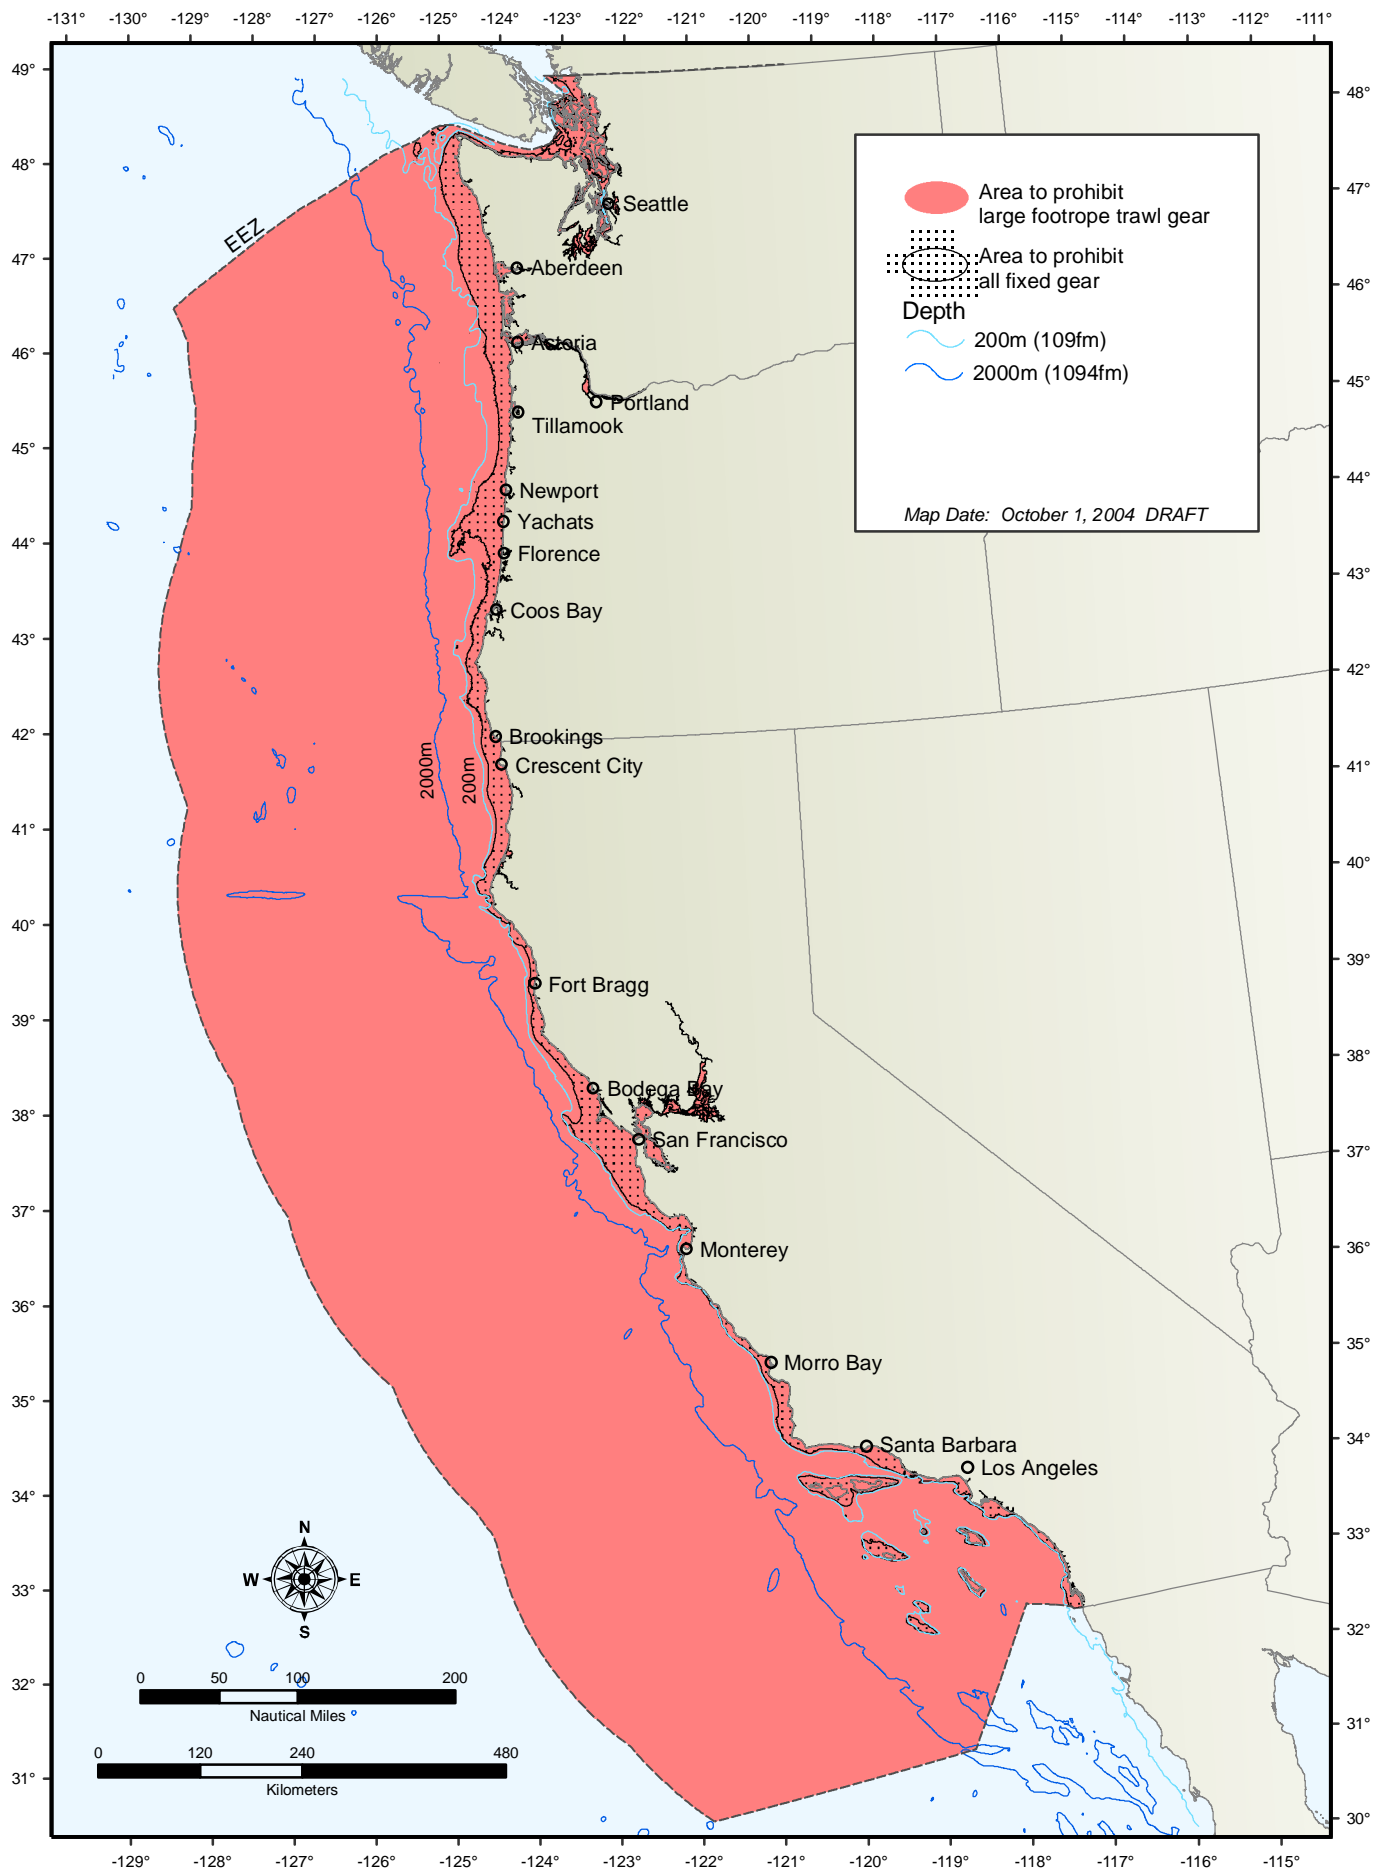 -131° -130° -129° -128° -127° -126° -125° -124° -123° -122° -121° -120° -119° -118° -117° -116° -115° -114° -113° -112° -111°
49°
48°
47°
46°
45°
44°
43°
42°
41°
40°
39°
38°
37°
36°
35°
34°
33°
32°
31°
EEZ
Seattle
Aberdeen
Astoria
Portland
Tillamook
Newport
Yachats
Florence
Coos Bay
Brookings
Crescent City
2000m
200m
Fort Bragg
Bodega Bay
San Francisco
Monterey
Morro Bay
Santa Barbara
Los Angeles
Area to prohibit
large footrope trawl gear
Area to prohibit
all fixed gear
Depth
200m (109fm)
2000m (1094fm)
Map Date: October 1, 2004 DRAFT
N
W E
S
0 50 100 200
Nautical Miles
0 120 240 480
Kilometers
48°
47°
46°
45°
44°
43°
42°
41°
40°
39°
38°
37°
36°
35°
34°
33°
32°
31°
30°
-129° -128° -127° -126° -125° -124° -123° -122° -121° -120° -119° -118° -117° -116° -115°